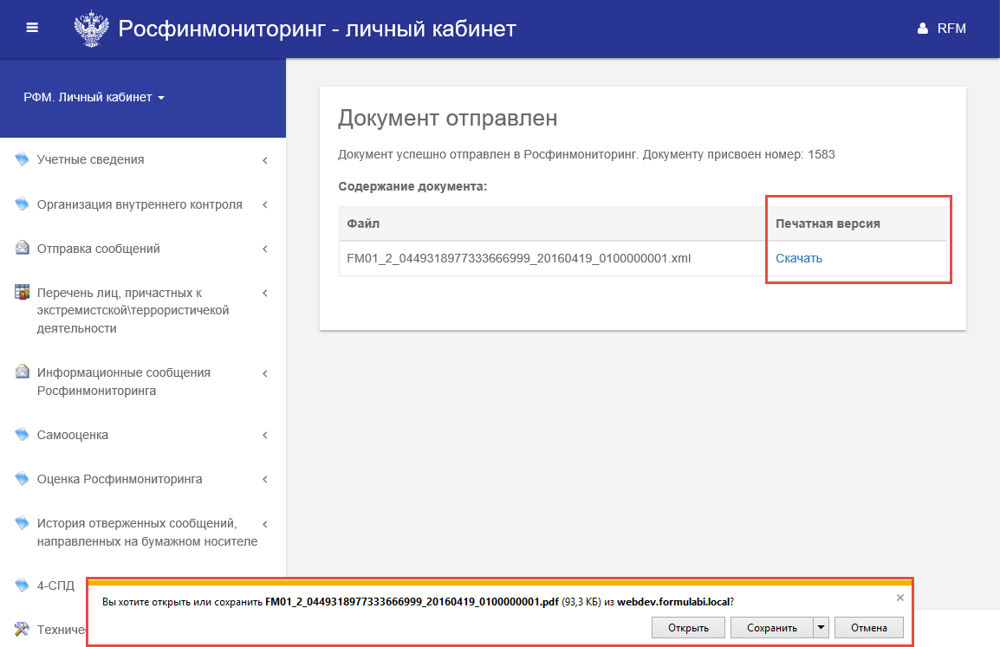 Росфинмониторинг - личный кабинет
RFM
РФМ. Личный кабинет
Учетные сведения
Организация внутреннего контроля
Отправка сообщений
Перечень лиц, причастных к
экстремистской\террористичекой
деятельности
Информационные сообщения
Росфинмониторинга
Самооценка
Оценка Росфинмониторинга
История отверженных сообщений,
направленных на бумажном носителе
4-СПД
Техничес
Документ отправлен
Документ успешно отправлен в Росфинмониторинг. Документу присвоен номер: 1583
Содержание документа:
Файл Печатная версия
FM01_2_0449318977333666999_20160419_0100000001.xml Скачать
Вы хотите открыть или сохранить FM01_2_0449318977333666999_20160419_0100000001.pdf (93,3 КБ) из webdev.formulabi.local?
Открыть Сохранить Отмена